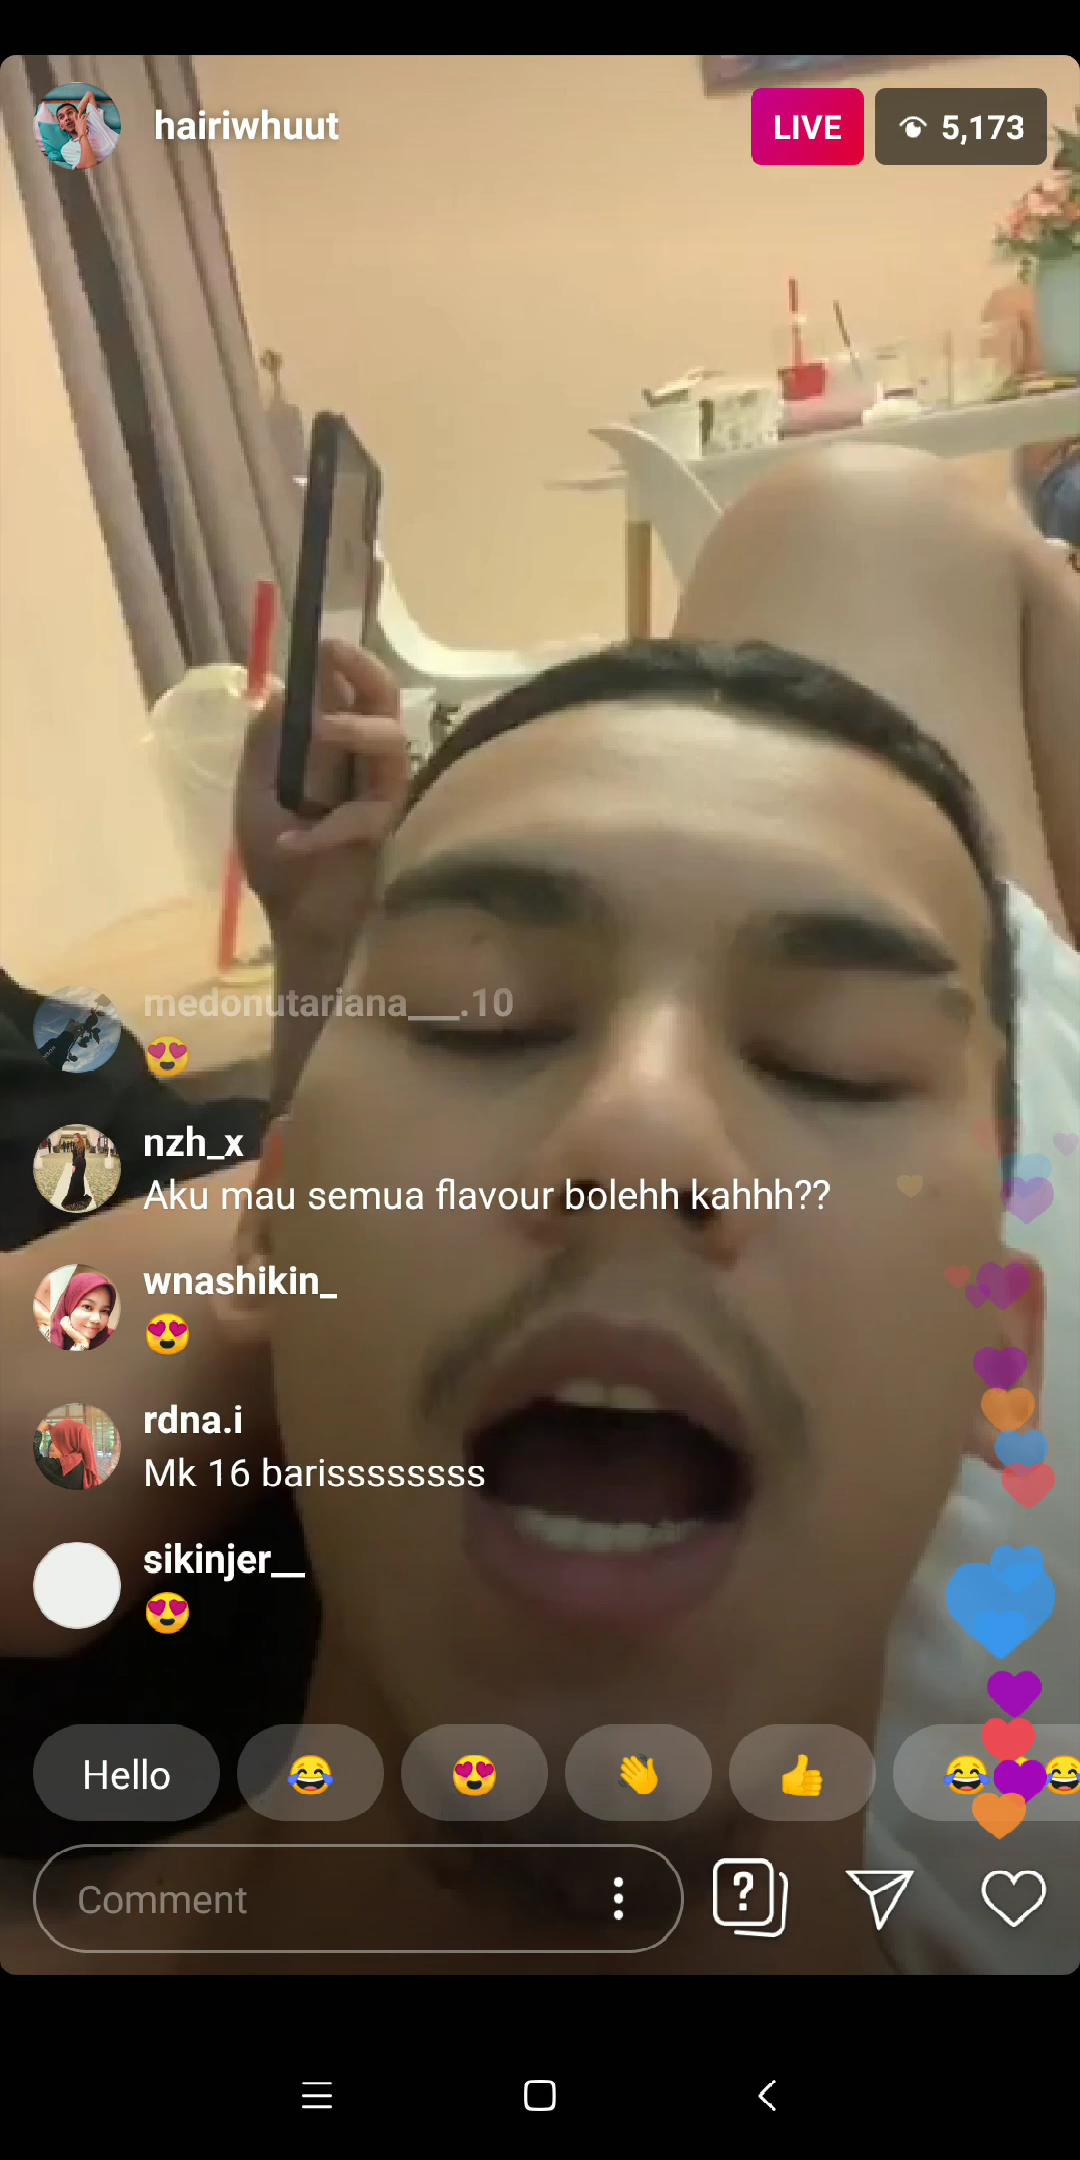 hairiwhuut
LIVE
5,173
medonutariana___.10
😍
nzh_x
Aku mau semua flavour bolehh kahhh??
wnashikin_
😍
rdna.i
Mk 16 barissssssss
sikinjer__
😍
Hello 😂 😍 👋 👍 😂😂
Comment